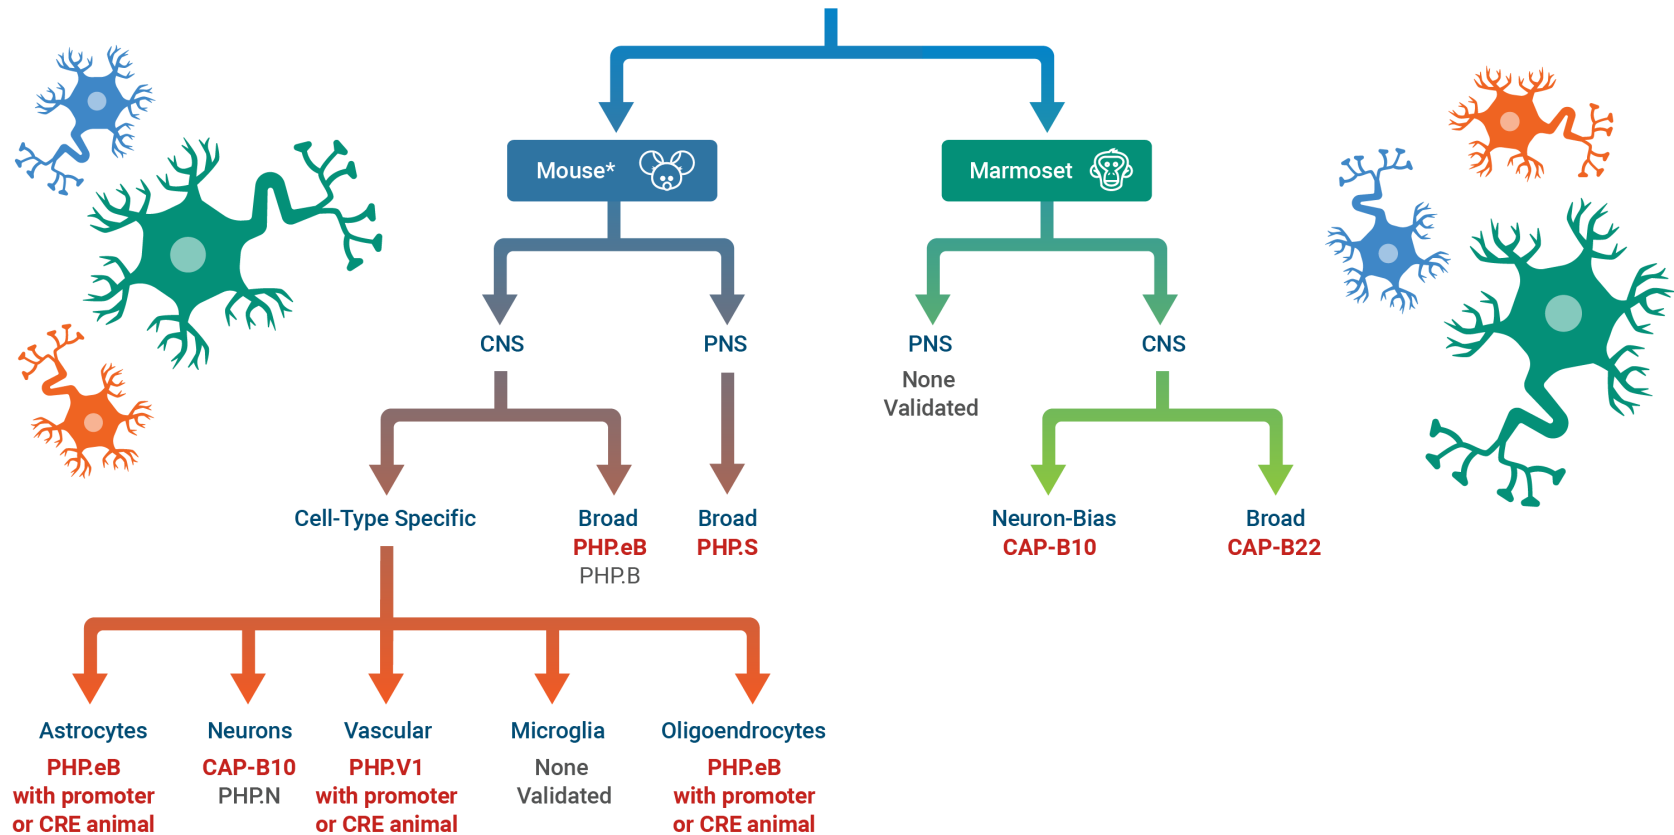 Mouse*
Marmoset
CNS
PNS
PNS
None
Validated
CNS
Cell-Type Specific
Broad
PHP.eB
PHP.B
Broad
PHP.S
Neuron-Bias
CAP-B10
Broad
CAP-B22
Astrocytes
PHP.eB
with promoter
or CRE animal
Neurons
CAP-B10
PHP.N
Vascular
PHP.V1
with promoter
or CRE animal
Microglia
None
Validated
Oligoendrocytes
PHP.eB
with promoter
or CRE animal